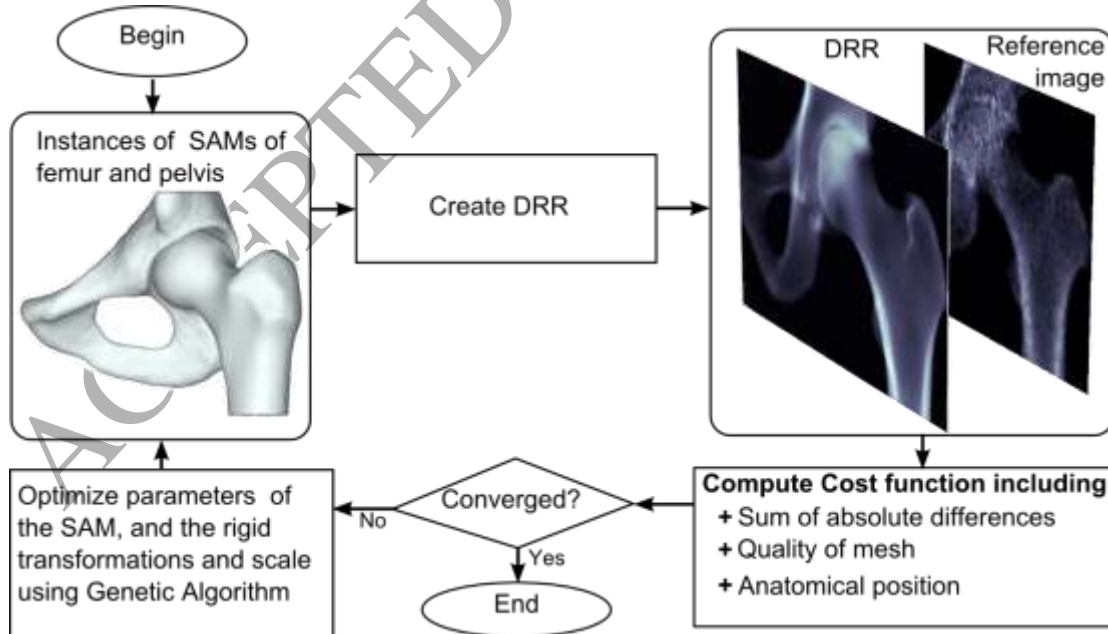 Begin
Instances of SAMs of
femur and pelvis
Create DRR
DRR
Reference
image
Compute Cost function including
+ Sum of absolute differences
+ Quality of mesh
+ Anatomical position
Converged?
No
Yes
Optimize parameters of
the SAM, and the rigid
transformations and scale
using Genetic Algorithm
End
ACCEPTED